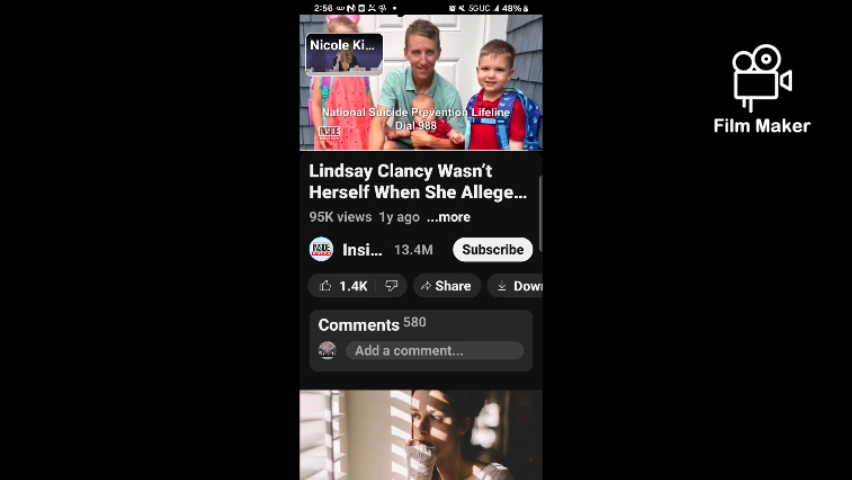 2:56
5GUC
48%
Nicole Ki...
National Suicide Prevention Lifeline
Dial 988
INSIDE
Film Maker
Lindsay Clancy Wasn't
Herself When She Allege...
95K views 1y ago ...more
INSIDE
Insi... 13.4M Subscribe
1.4K Share Down
Comments 580
Add a comment...